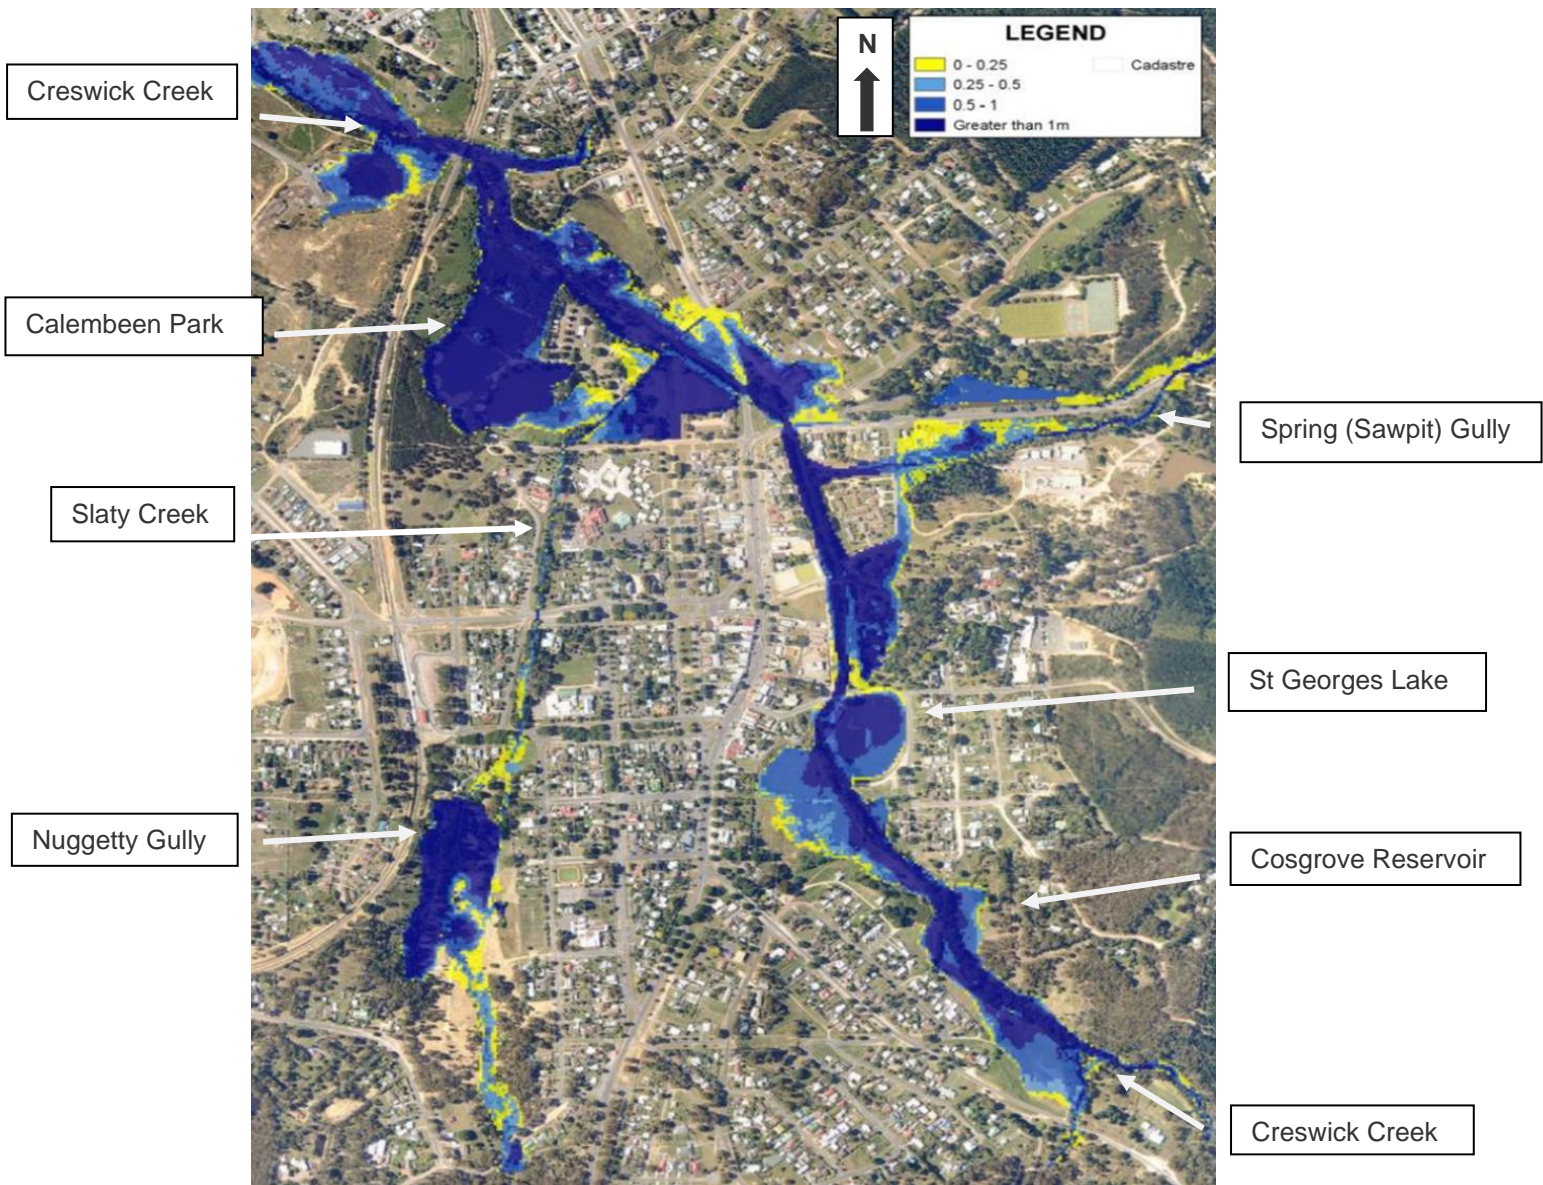 N
LEGEND
0 - 0.25
Cadastre
0.25 - 0.5
0.5 - 1
Greater than 1m
Creswick Creek
Calembeen Park
Spring (Sawpit) Gully
Slaty Creek
St Georges Lake
Nuggetty Gully
Cosgrove Reservoir
Creswick Creek